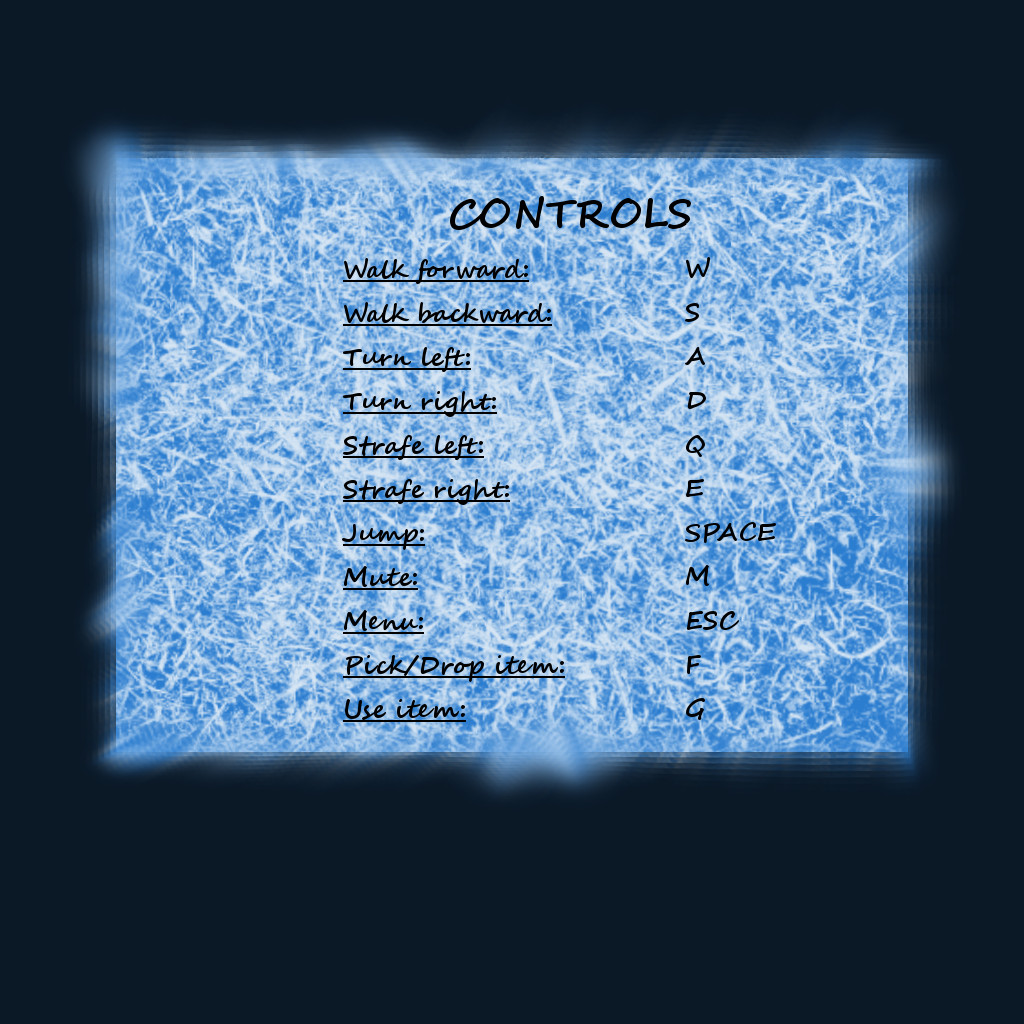 CONTROLS
Walk forward: W
Walk backward: S
Turn left: A
Turn right: D
Strafe left: Q
Strafe right: E
Jump: SPACE
Mute: M
Menu: ESC
Pick/Drop item: F
Use item: G